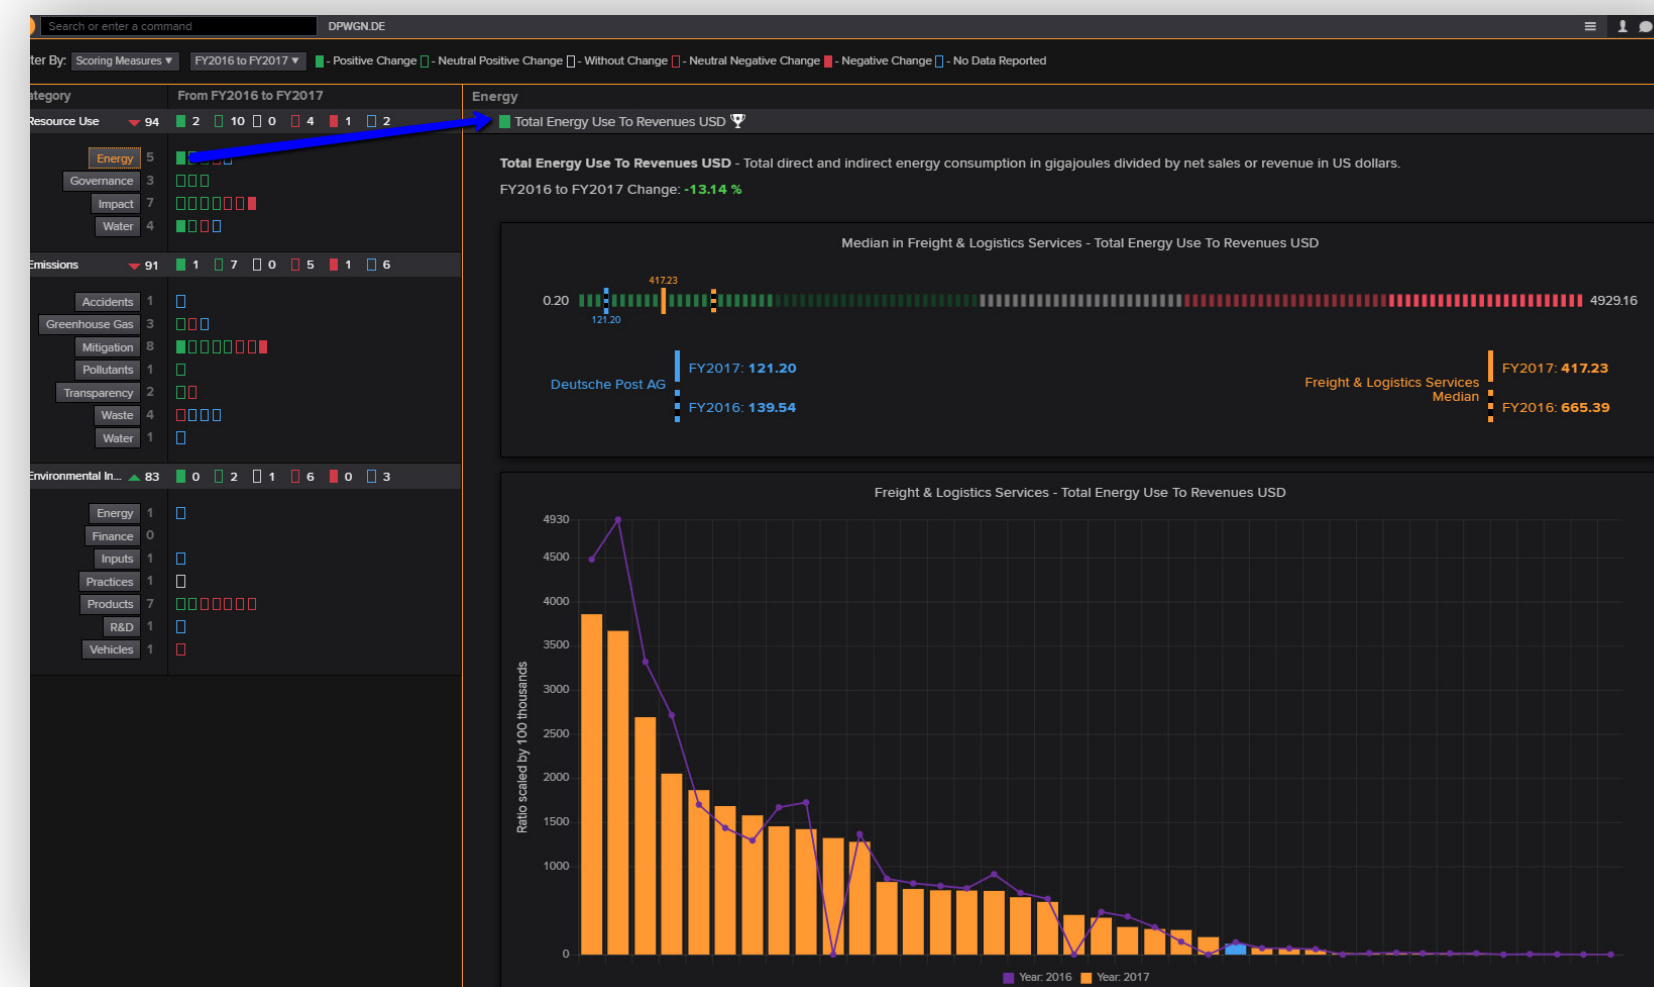 Search or enter a command
DPWGN.DE
ter By: Scoring Measures ▼ FY2016 to FY2017 ▼ - Positive Change - Neutral Positive Change - Without Change - Neutral Negative Change - Negative Change - No Data Reported
ategory From FY2016 to FY2017
Resource Use 94 2 10 0 4 1 2
Energy 5
Governance 3
Impact 7
Water 4
Emissions 91 1 7 0 5 1 6
Accidents 1
Greenhouse Gas 3
Mitigation 8
Pollutants 1
Transparency 2
Waste 4
Water 1
Environmental In... 83 0 2 1 6 0 3
Energy 1
Finance 0
Inputs 1
Practices 1
Products 7
R&D 1
Vehicles 1
Energy
Total Energy Use To Revenues USD
Total Energy Use To Revenues USD - Total direct and indirect energy consumption in gigajoules divided by net sales or revenue in US dollars.
FY2016 to FY2017 Change: -13.14 %
Median in Freight & Logistics Services - Total Energy Use To Revenues USD
417.23
0.20 4929.16
121.20
Deutsche Post AG
FY2017: 121.20
FY2016: 139.54
Freight & Logistics Services
Median
FY2017: 417.23
FY2016: 665.39
Freight & Logistics Services - Total Energy Use To Revenues USD
Ratio scaled by 100 thousands
4930
4500
4000
3500
3000
2500
2000
1500
1000
0
Year: 2016 Year: 2017